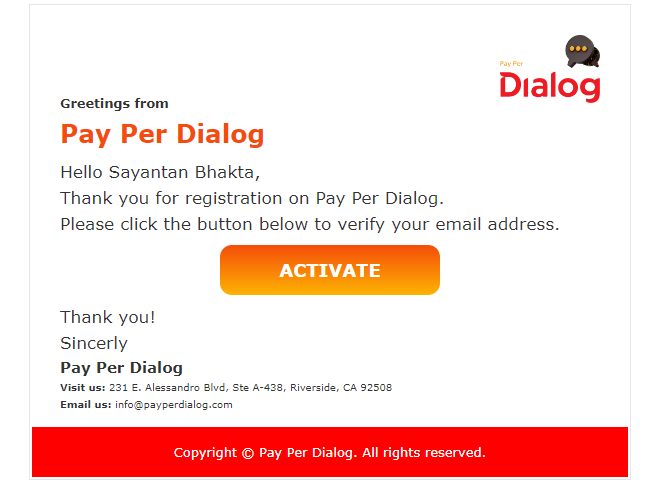 Pay Per
Dialog
Greetings from
Pay Per Dialog
Hello Sayantan Bhakta,
Thank you for registration on Pay Per Dialog.
Please click the button below to verify your email address.
ACTIVATE
Thank you!
Sincerly
Pay Per Dialog
Visit us: 231 E. Alessandro Blvd, Ste A-438, Riverside, CA 92508
Email us: info@payperdialog.com
Copyright © Pay Per Dialog. All rights reserved.